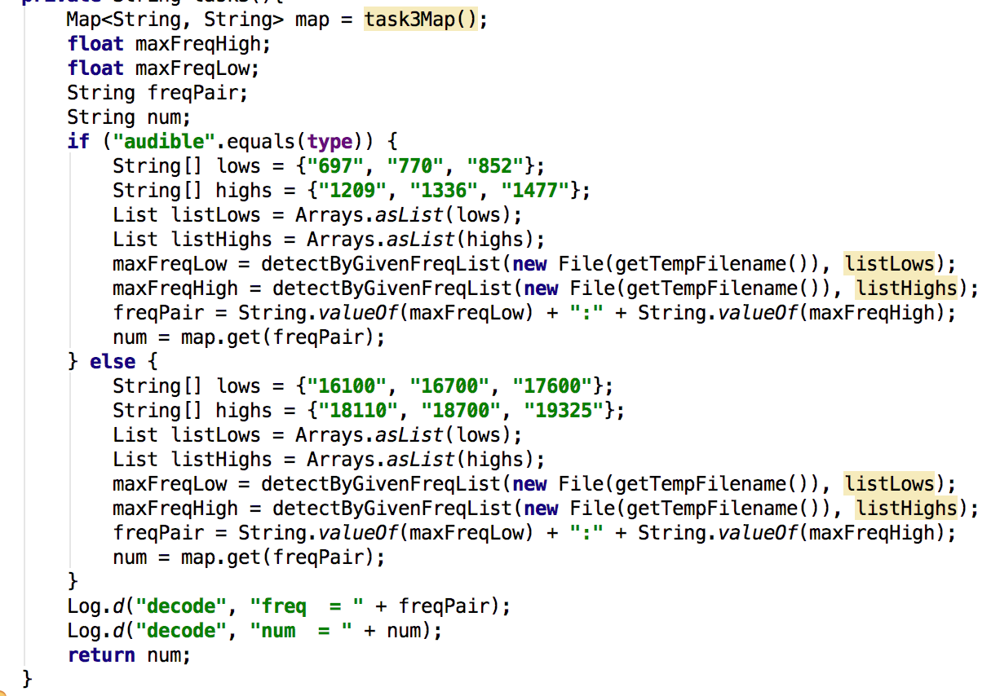 private String task3(){
Map<String, String> map = task3Map();
float maxFreqHigh;
float maxFreqLow;
String freqPair;
String num;
if ("audible".equals(type)) {
String[] lows = {"697", "770", "852"};
String[] highs = {"1209", "1336", "1477"};
List listLows = Arrays.asList(lows);
List listHighs = Arrays.asList(highs);
maxFreqLow = detectByGivenFreqList(new File(getTempFilename()), listLows);
maxFreqHigh = detectByGivenFreqList(new File(getTempFilename()), listHighs);
freqPair = String.valueOf(maxFreqLow) + ":" + String.valueOf(maxFreqHigh);
num = map.get(freqPair);
} else {
String[] lows = {"16100", "16700", "17600"};
String[] highs = {"18110", "18700", "19325"};
List listLows = Arrays.asList(lows);
List listHighs = Arrays.asList(highs);
maxFreqLow = detectByGivenFreqList(new File(getTempFilename()), listLows);
maxFreqHigh = detectByGivenFreqList(new File(getTempFilename()), listHighs);
freqPair = String.valueOf(maxFreqLow) + ":" + String.valueOf(maxFreqHigh);
num = map.get(freqPair);
}
Log.d("decode", "freq  = " + freqPair);
Log.d("decode", "num  = " + num);
return num;
}